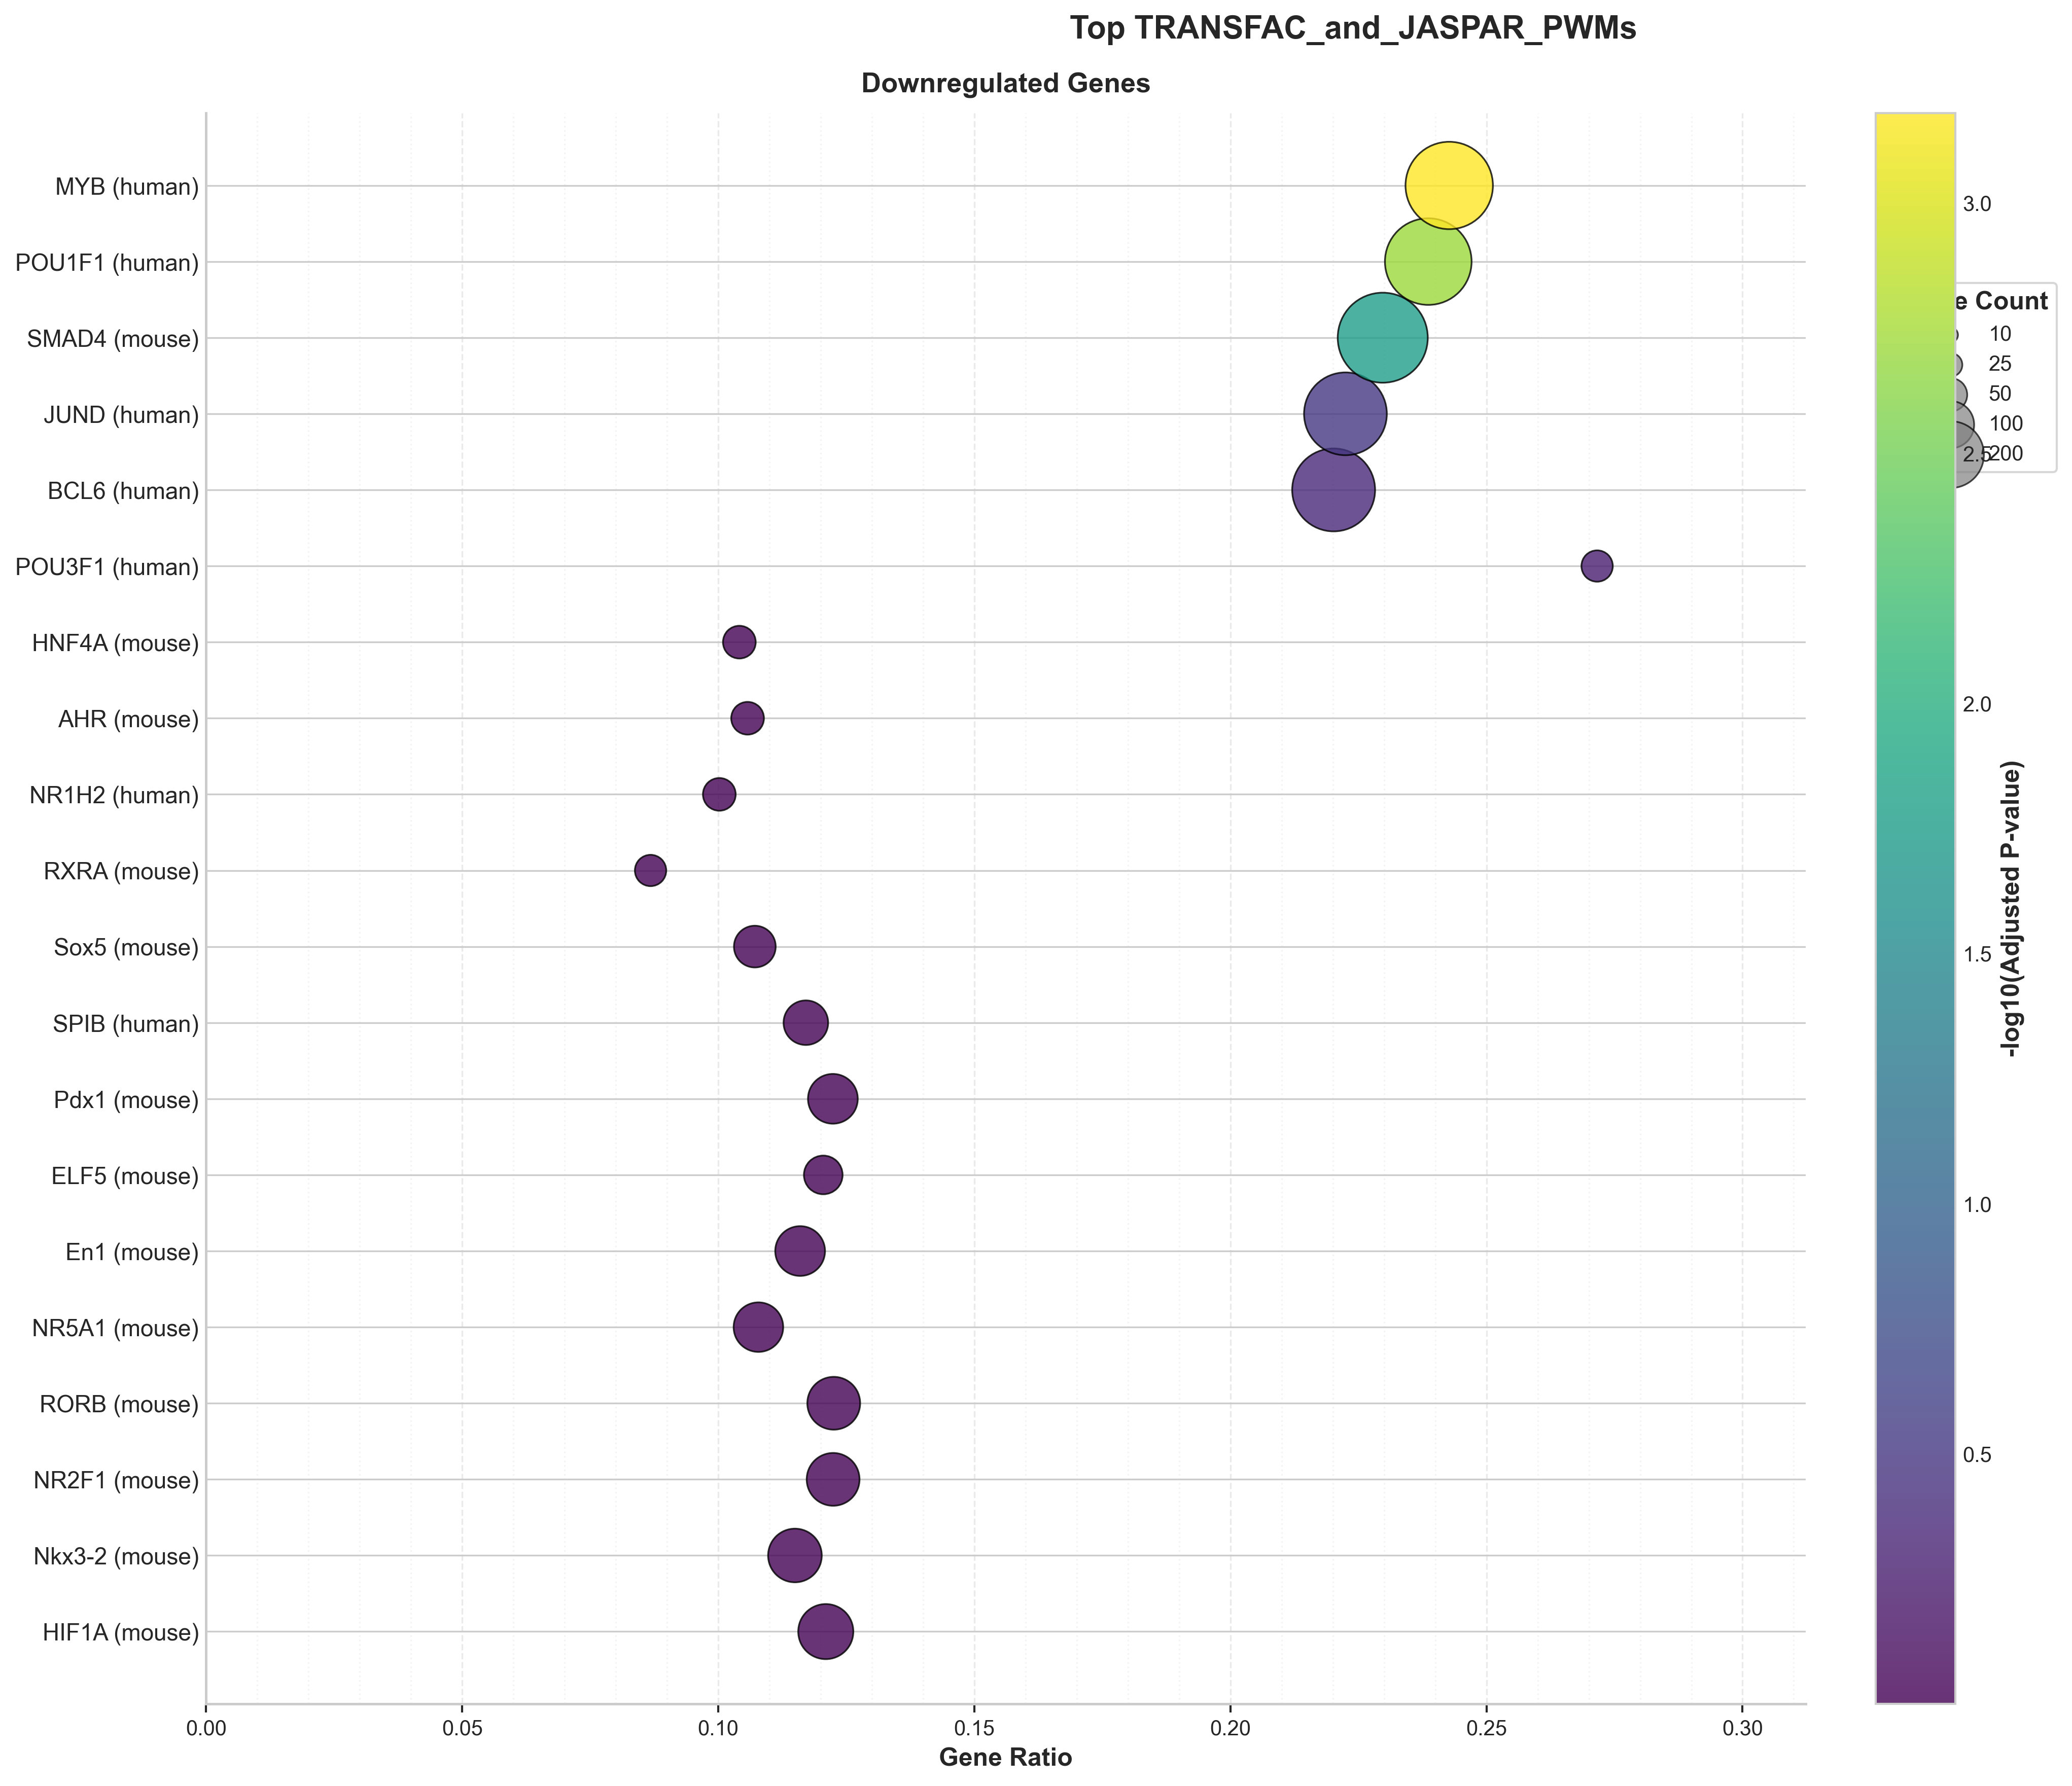 Top TRANSFAC_and_JASPAR_PWMs
Downregulated Genes
MYB (human)
POU1F1 (human)
SMAD4 (mouse)
JUND (human)
BCL6 (human)
POU3F1 (human)
HNF4A (mouse)
AHR (mouse)
NR1H2 (human)
RXRA (mouse)
Sox5 (mouse)
SPIB (human)
Pdx1 (mouse)
ELF5 (mouse)
En1 (mouse)
NR5A1 (mouse)
RORB (mouse)
NR2F1 (mouse)
Nkx3-2 (mouse)
HIF1A (mouse)
0.00 0.05 0.10 0.15 0.20 0.25 0.30
Gene Ratio
e Count
10
25
50
100
200
3.0
2.5
2.0
1.5
1.0
0.5
-log10(Adjusted P-value)